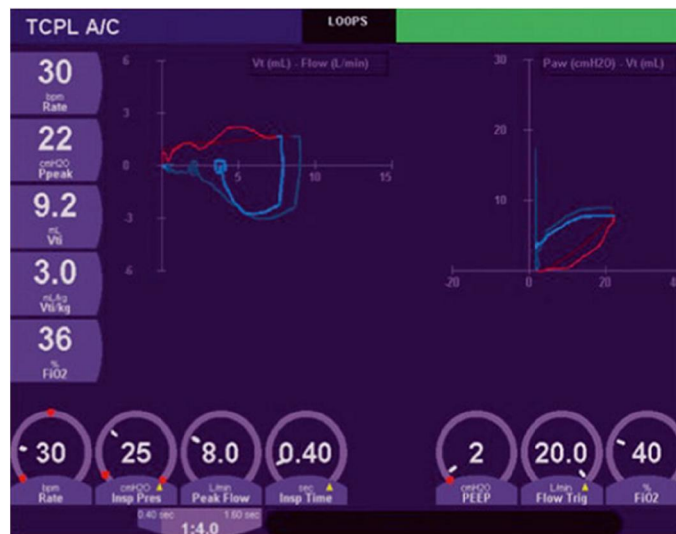 TCPL A/C
LOOPS
30
bpm
Rate
22
cmH2O
Ppeak
9.2
mL
Vti
3.0
mL/kg
Vti/kg
36
%
FiO2
Vt (mL) - Flow (L/min)
6
3
0
-3
-6
5
10
15
Paw (cmH2O) - Vt (mL)
30
20
10
-20
0
20
40
30
bpm
Rate
25
cmH2O
Insp Pres
8.0
L/min
Peak Flow
0.40
sec
Insp Time
2
cmH2O
PEEP
20.0
L/min
Flow Trig
40
%
FiO2
0.40 sec
1.60 sec
1:4.0